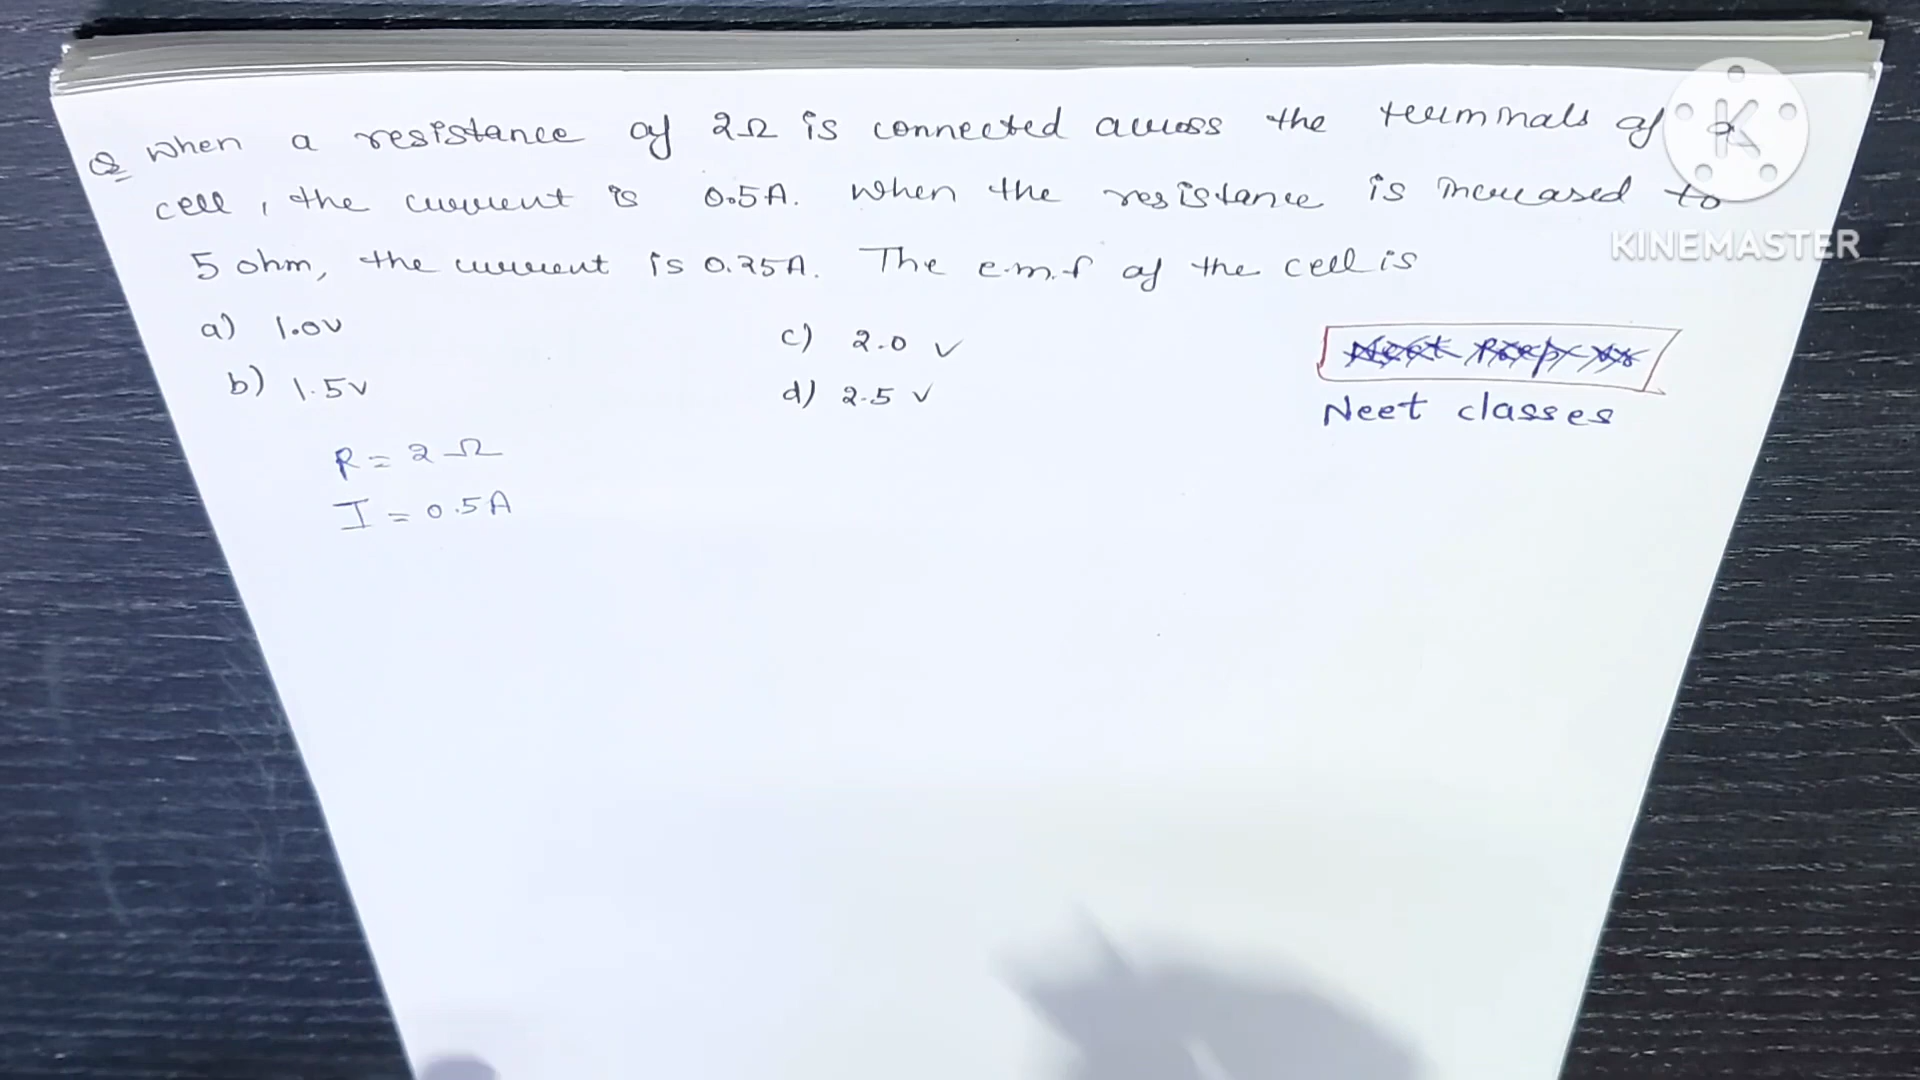 Q When a resistance of 2Ω is connected across the terminals of a
cell, the current is 0.5A. When the resistance is increased to
5 ohm, the current is 0.25A. The e.m.f of the cell is
a) 1.0v
b) 1.5v
c) 2.0 v
d) 2.5 v
Neet classes
R = 2 Ω
I = 0.5A
KINEMASTER